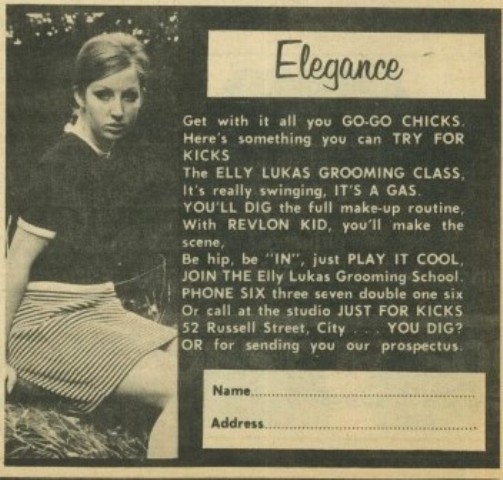 Elegance
Get with it all you GO-GO CHICKS.
Here's something you can TRY FOR
KICKS
The ELLY LUKAS GROOMING CLASS,
It's really swinging, IT'S A GAS.
YOU'LL DIG the full make-up routine,
With REVLON KID, you'll make the
scene,
Be hip, be "IN", just PLAY IT COOL,
JOIN THE Elly Lukas Grooming School.
PHONE SIX three seven double one six
Or call at the studio JUST FOR KICKS
52 Russell Street, City . . . YOU DIG?
OR for sending you our prospectus.
Name
Address